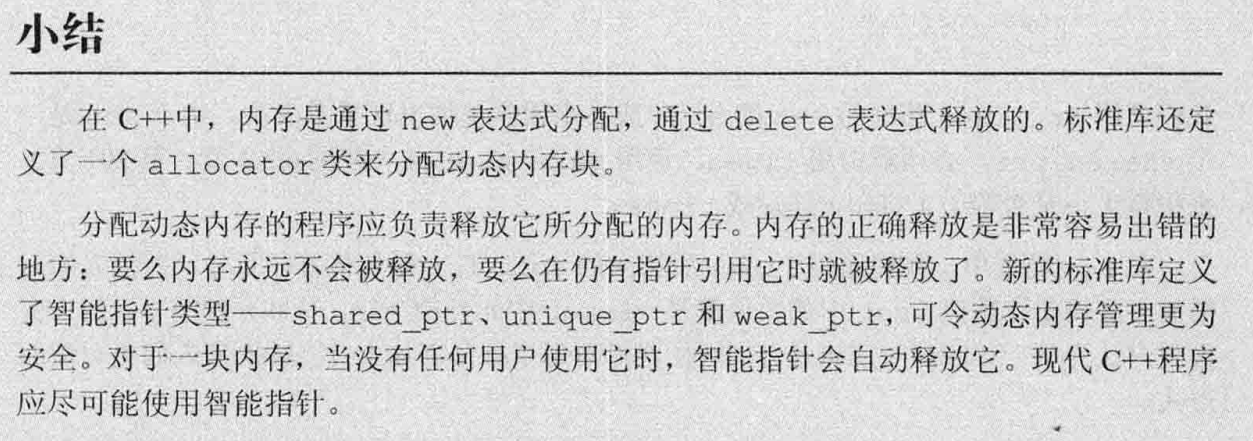 小结
在 C++中，内存是通过 new 表达式分配，通过 delete 表达式释放的。标准库还定
义了一个 allocator 类来分配动态内存块。
分配动态内存的程序应负责释放它所分配的内存。内存的正确释放是非常容易出错的
地方：要么内存永远不会被释放，要么在仍有指针引用它时就被释放了。新的标准库定义
了智能指针类型——shared_ptr、unique_ptr 和 weak_ptr，可令动态内存管理更为
安全。对于一块内存，当没有任何用户使用它时，智能指针会自动释放它。现代 C++程序
应尽可能使用智能指针。